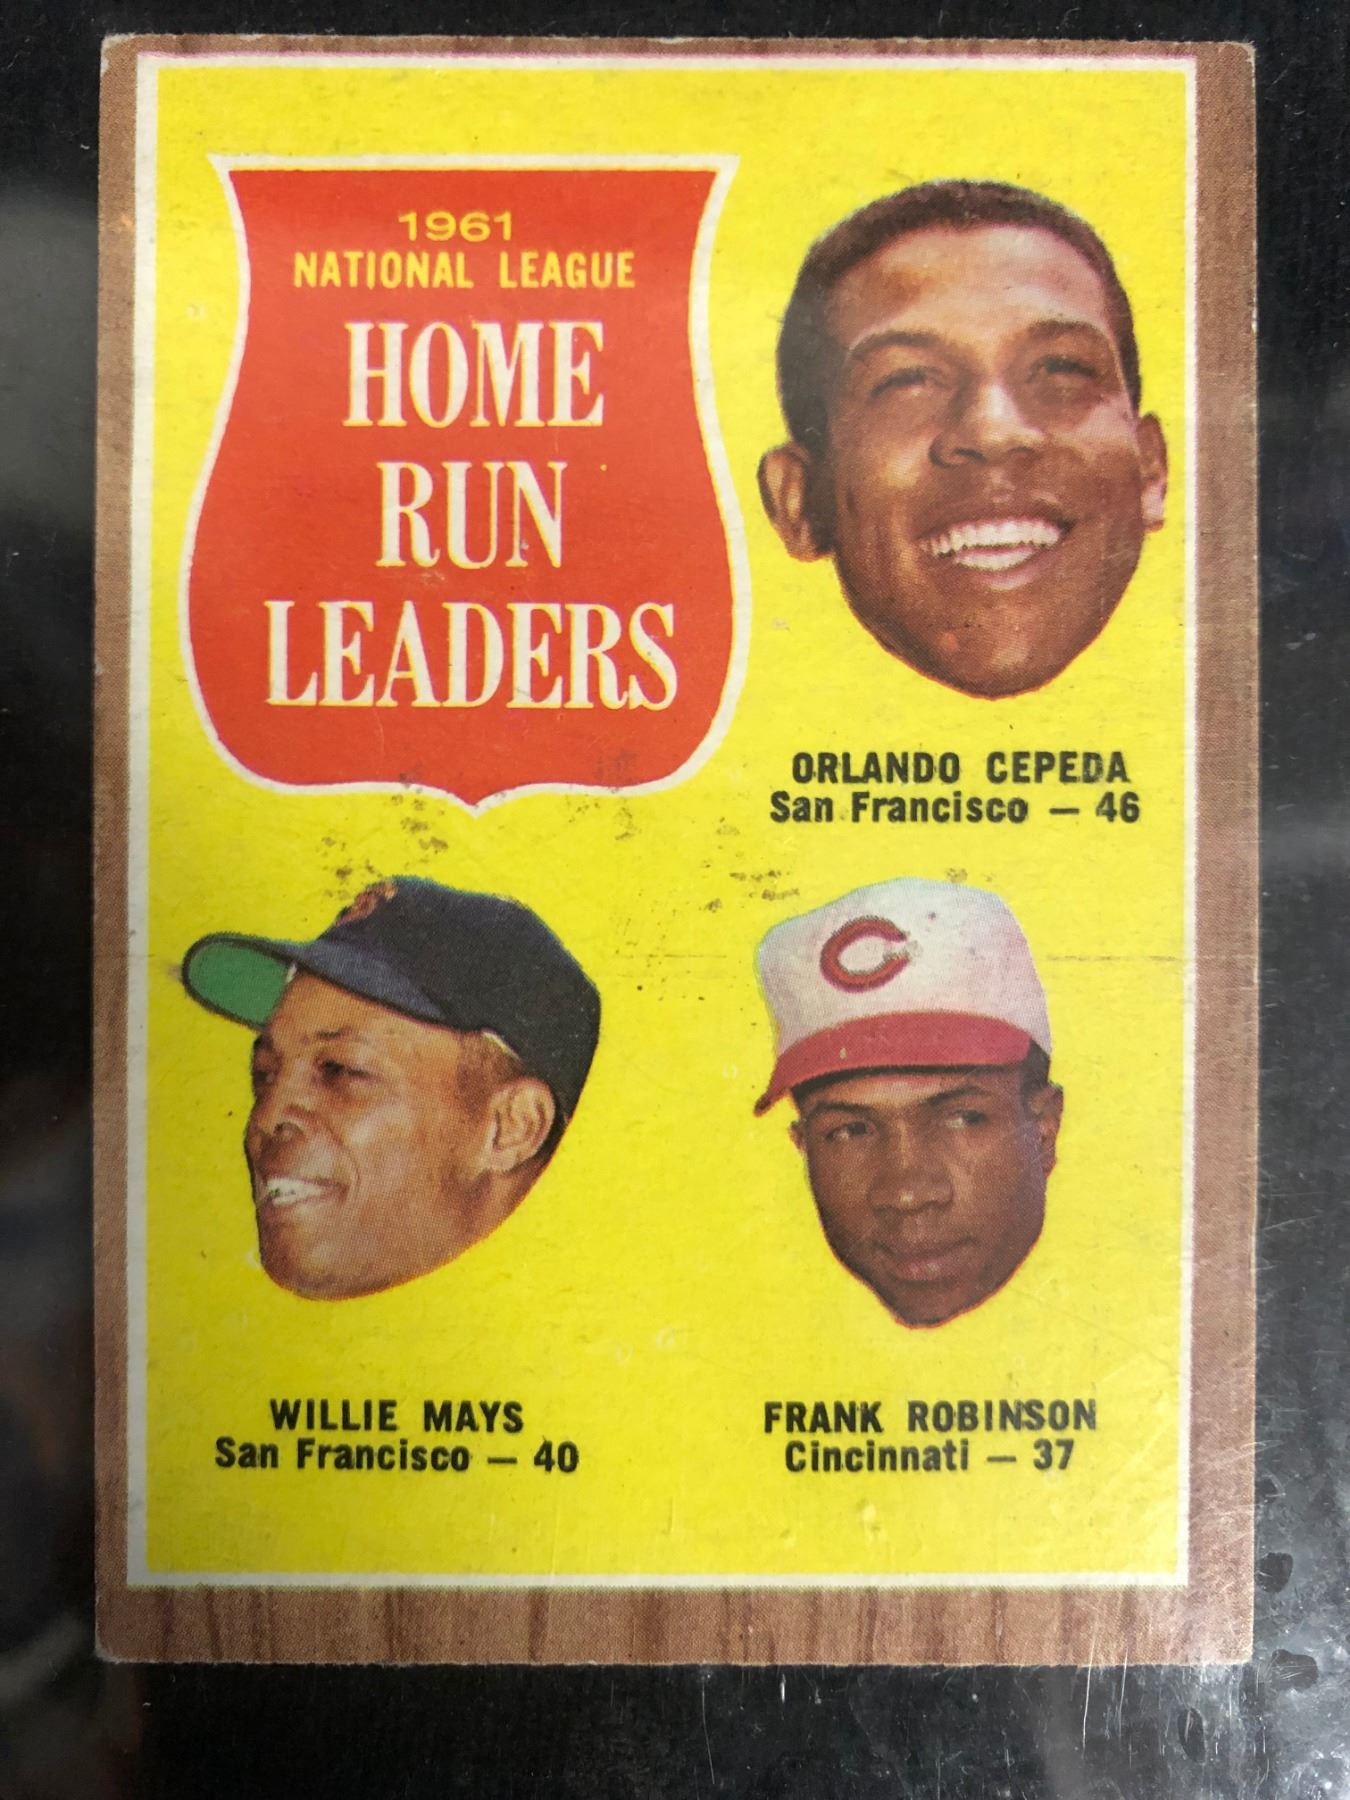 1961
NATIONAL LEAGUE
HOME
RUN
LEADERS
ORLANDO CEPEDA
San Francisco — 46
C
WILLIE MAYS
San Francisco — 40
FRANK ROBINSON
Cincinnati — 37